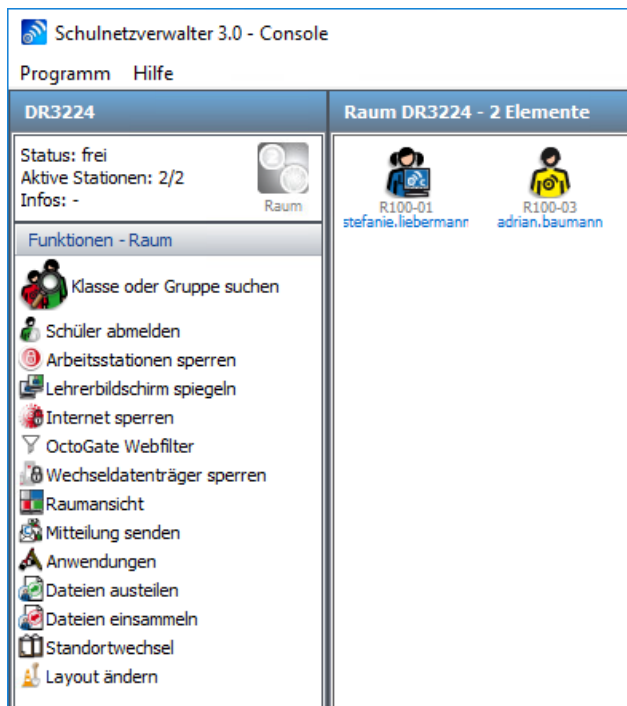 Schulnetzverwalter 3.0 - Console
Programm Hilfe
DR3224
Status: frei
Aktive Stationen: 2/2
Infos: -
Raum
Funktionen - Raum
Klasse oder Gruppe suchen
Schüler abmelden
Arbeitsstationen sperren
Lehrerbildschirm spiegeln
Internet sperren
OctoGate Webfilter
Wechseldatenträger sperren
Raumansicht
Mitteilung senden
Anwendungen
Dateien austeilen
Dateien einsammeln
Standortwechsel
Layout ändern
Raum DR3224 - 2 Elemente
R100-01
stefanie.liebermann
R100-03
adrian.baumann